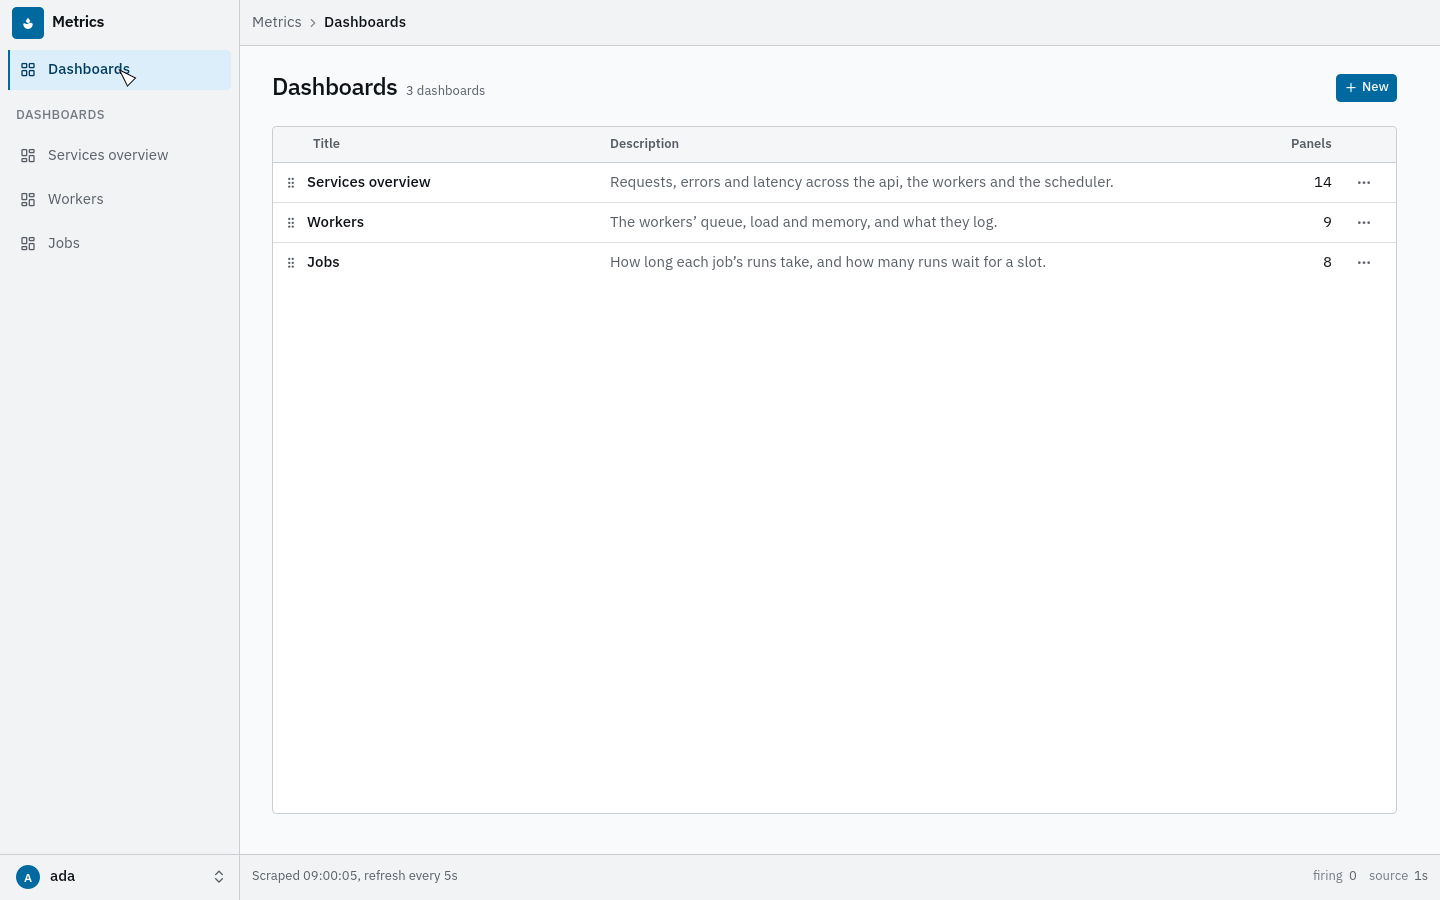 Metrics
Dashboards
DASHBOARDS
Services overview
Workers
Jobs
A ada
Metrics > Dashboards
Dashboards 3 dashboards
New
Title Description Panels
Services overview Requests, errors and latency across the api, the workers and the scheduler. 14
Workers The workers’ queue, load and memory, and what they log. 9
Jobs How long each job’s runs take, and how many runs wait for a slot. 8
Scraped 09:00:05, refresh every 5s
firing 0 source 1s